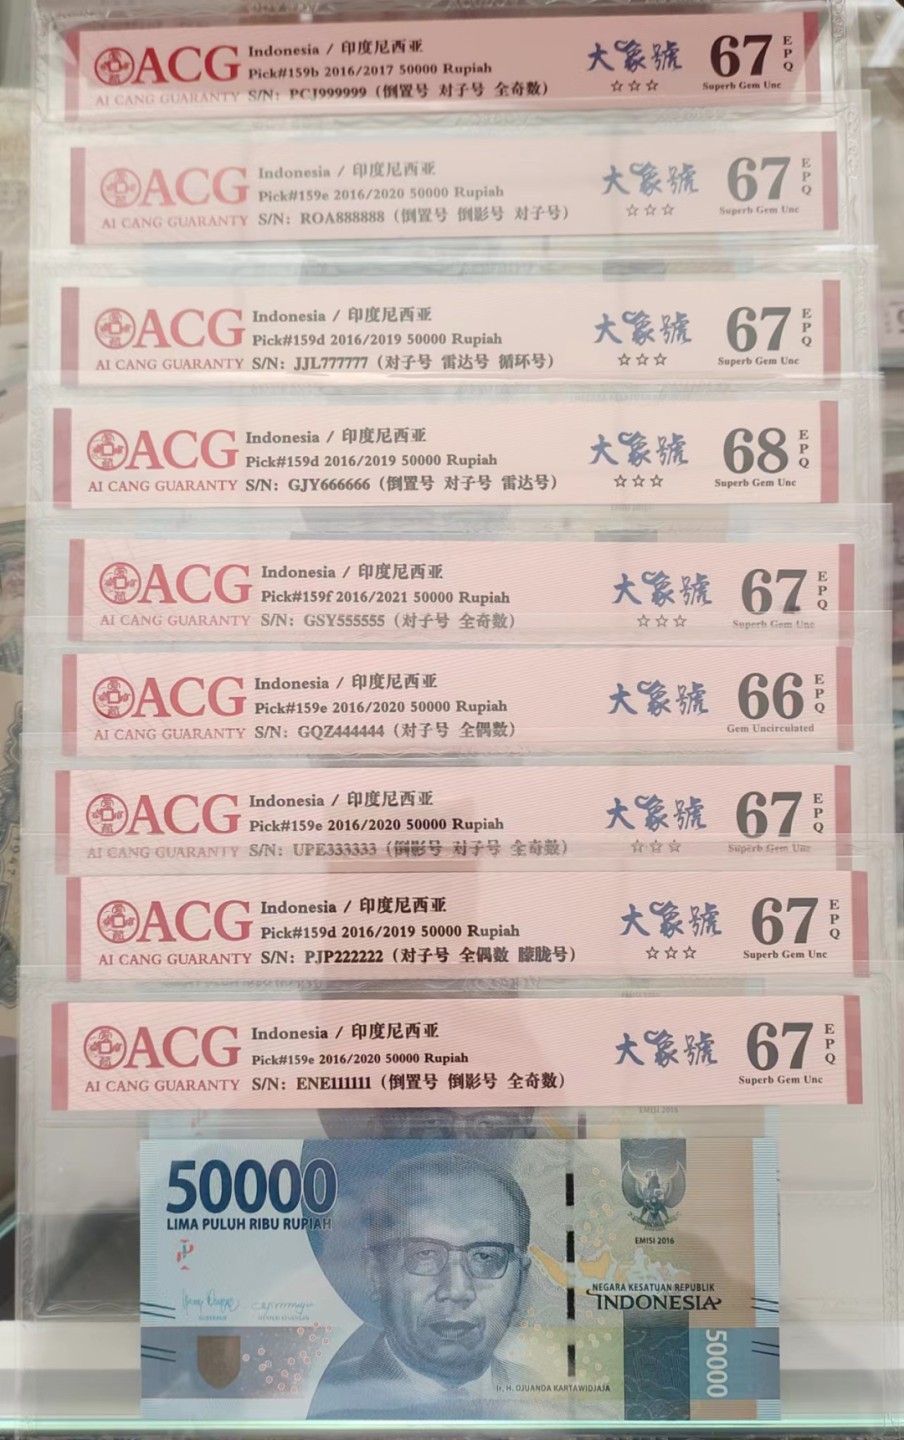 ACG
AI CANG GUARANTY
Indonesia / 印度尼西亚
Pick#159b 2016/2017 50000 Rupiah
S/N: PCJ999999 (倒置号 对子号 全奇数)
大象號
☆☆☆
67
EPQ
Superb Gem Unc
ACG
AI CANG GUARANTY
Indonesia / 印度尼西亚
Pick#159e 2016/2020 50000 Rupiah
S/N: ROA888888 (倒置号 倒影号 对子号)
大象號
☆☆☆
67
EPQ
Superb Gem Unc
ACG
AI CANG GUARANTY
Indonesia / 印度尼西亚
Pick#159d 2016/2019 50000 Rupiah
S/N: JJL777777 (对子号 雷达号 循环号)
大象號
☆☆☆
67
EPQ
Superb Gem Unc
ACG
AI CANG GUARANTY
Indonesia / 印度尼西亚
Pick#159d 2016/2019 50000 Rupiah
S/N: GJY666666 (倒置号 对子号 雷达号)
大象號
☆☆☆
68
EPQ
Superb Gem Unc
ACG
AI CANG GUARANTY
Indonesia / 印度尼西亚
Pick#159f 2016/2021 50000 Rupiah
S/N: GSY555555 (对子号 全奇数)
大象號
☆☆☆
67
EPQ
Superb Gem Unc
ACG
AI CANG GUARANTY
Indonesia / 印度尼西亚
Pick#159e 2016/2020 50000 Rupiah
S/N: GQZ444444 (对子号 全偶数)
大象號
66
EPQ
Gem Uncirculated
ACG
AI CANG GUARANTY
Indonesia / 印度尼西亚
Pick#159e 2016/2020 50000 Rupiah
S/N: UPE333333 (倒影号 对子号 全奇数)
大象號
☆☆☆
67
EPQ
Superb Gem Unc
ACG
AI CANG GUARANTY
Indonesia / 印度尼西亚
Pick#159d 2016/2019 50000 Rupiah
S/N: PJP222222 (对子号 全偶数 朦胧号)
大象號
☆☆☆
67
EPQ
Superb Gem Unc
ACG
AI CANG GUARANTY
Indonesia / 印度尼西亚
Pick#159e 2016/2020 50000 Rupiah
S/N: ENE111111 (倒置号 倒影号 全奇数)
大象號
67
EPQ
Superb Gem Unc
EMISI 2016
50000
LIMA PULUH RIBU RUPIAH
EMISI 2016
NEGARA KESATUAN REPUBLIK
INDONESIA
50000
Ir. H. DJUANDA KARTAWIDJAJA